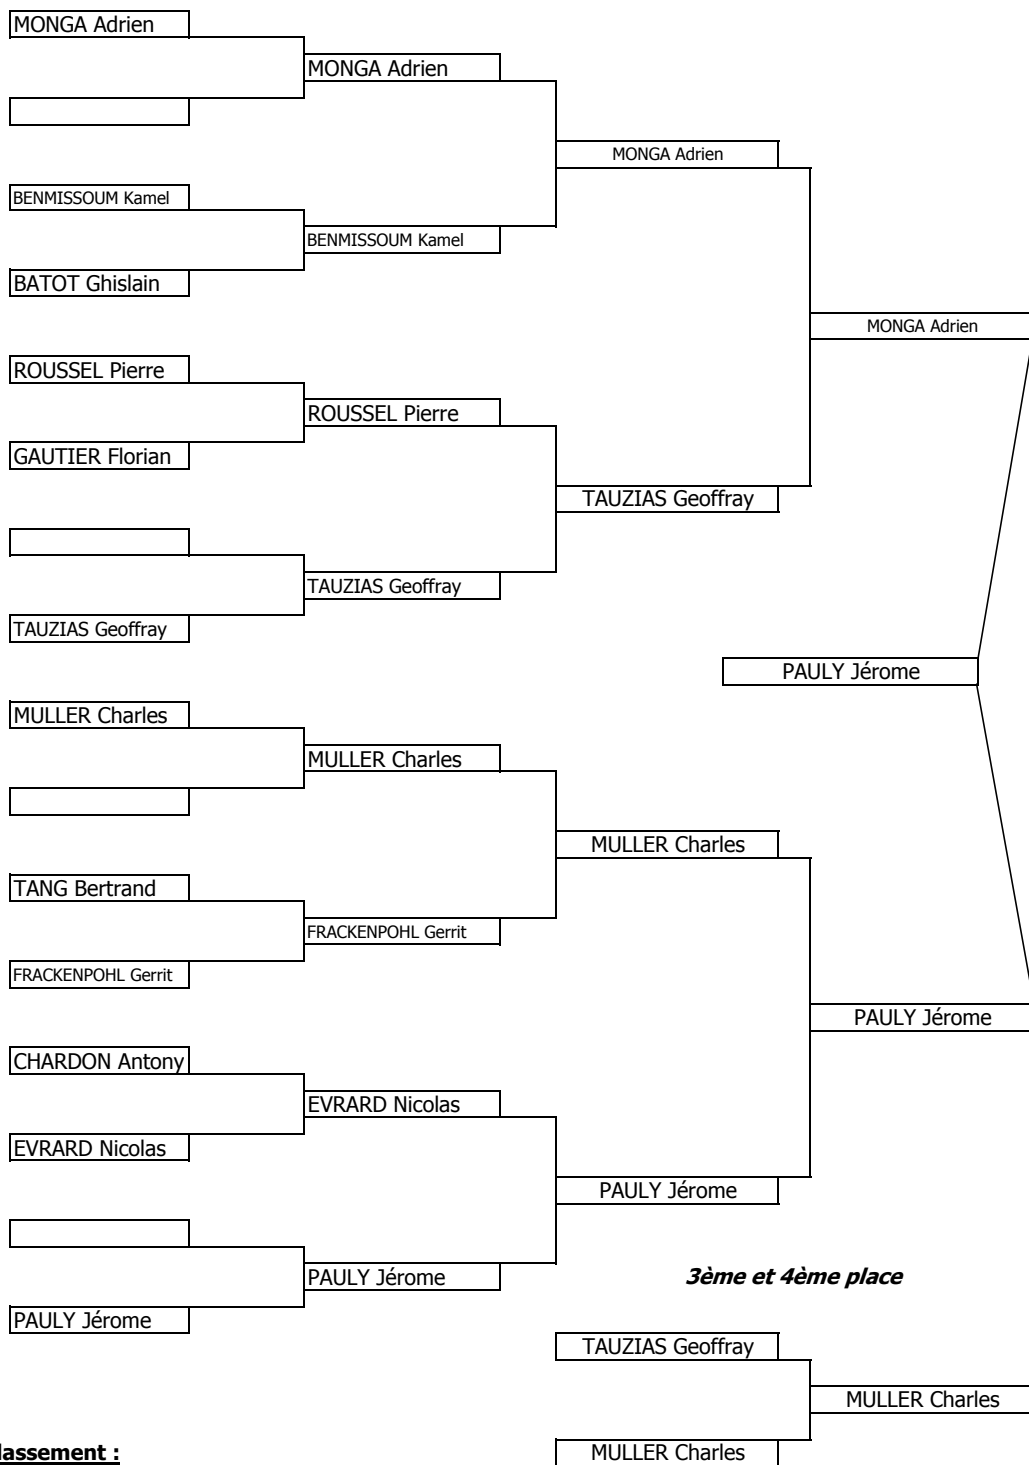 MONGA Adrien
MONGA Adrien
MONGA Adrien
BENMISSOUM Kamel
BENMISSOUM Kamel
BATOT Ghislain
MONGA Adrien
ROUSSEL Pierre
ROUSSEL Pierre
GAUTIER Florian
TAUZIAS Geoffray
TAUZIAS Geoffray
TAUZIAS Geoffray
PAULY Jérome
MULLER Charles
MULLER Charles
MULLER Charles
TANG Bertrand
FRACKENPOHL Gerrit
FRACKENPOHL Gerrit
PAULY Jérome
CHARDON Antony
EVRARD Nicolas
EVRARD Nicolas
PAULY Jérome
PAULY Jérome
3ème et 4ème place
PAULY Jérome
TAUZIAS Geoffray
MULLER Charles
MULLER Charles
lassement :